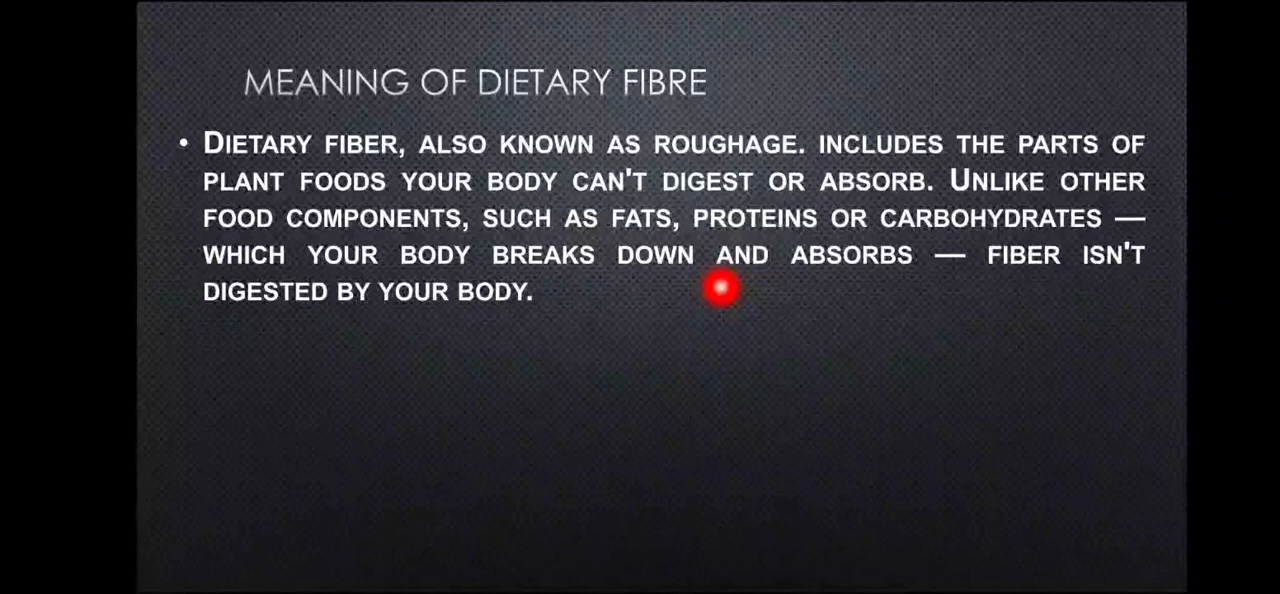 MEANING OF DIETARY FIBRE
• DIETARY FIBER, ALSO KNOWN AS ROUGHAGE. INCLUDES THE PARTS OF
PLANT FOODS YOUR BODY CAN'T DIGEST OR ABSORB. UNLIKE OTHER
FOOD COMPONENTS, SUCH AS FATS, PROTEINS OR CARBOHYDRATES —
WHICH YOUR BODY BREAKS DOWN AND ABSORBS — FIBER ISN'T
DIGESTED BY YOUR BODY.